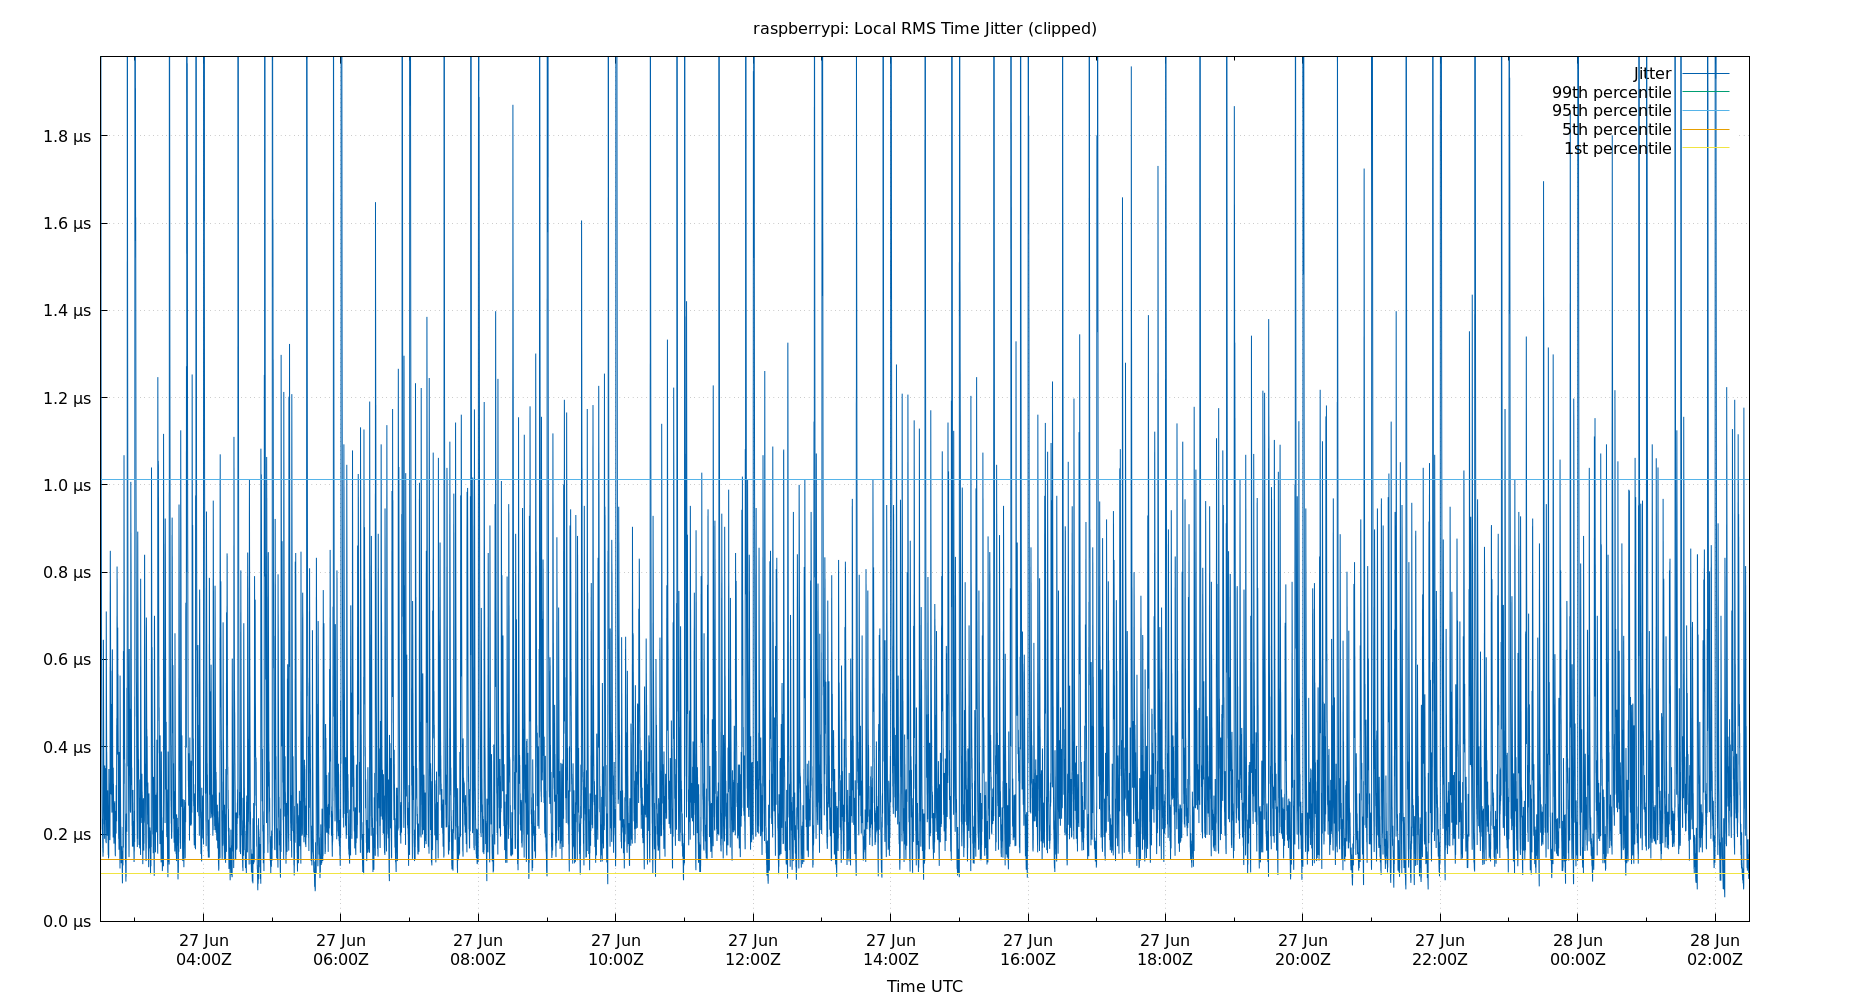 raspberrypi: Local RMS Time Jitter (clipped)
Jitter
99th percentile
95th percentile
5th percentile
1st percentile
1.8 µs
1.6 µs
1.4 µs
1.2 µs
1.0 µs
0.8 µs
0.6 µs
0.4 µs
0.2 µs
0.0 µs
27 Jun 27 Jun 27 Jun 27 Jun 27 Jun 27 Jun 27 Jun 27 Jun 27 Jun 27 Jun 28 Jun 28 Jun
04:00Z 06:00Z 08:00Z 10:00Z 12:00Z 14:00Z 16:00Z 18:00Z 20:00Z 22:00Z 00:00Z 02:00Z
Time UTC